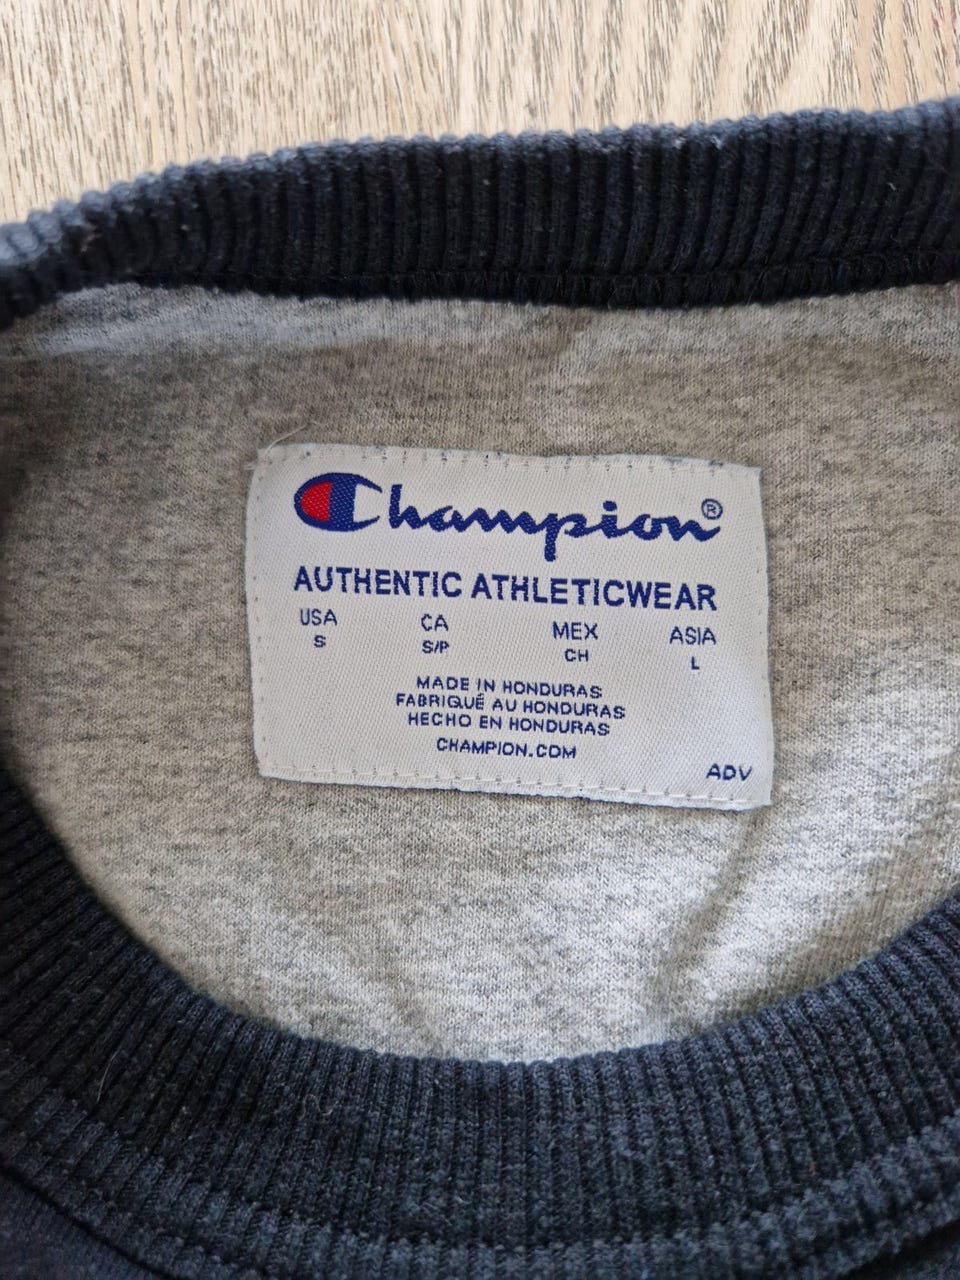 Champion®
AUTHENTIC ATHLETICWEAR
USA CA MEX ASIA
S S/P CH L
MADE IN HONDURAS
FABRIQUÉ AU HONDURAS
HECHO EN HONDURAS
CHAMPION.COM
ADV